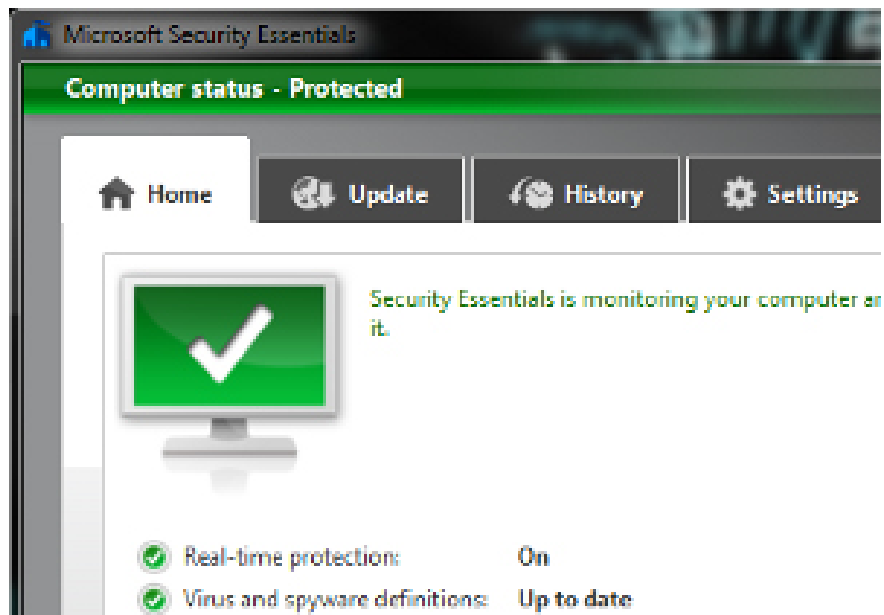 Microsoft Security Essentials
Computer status - Protected
Home Update History Settings
Security Essentials is monitoring your computer
it.
Real-time protection: On
Virus and spyware definitions: Up to date